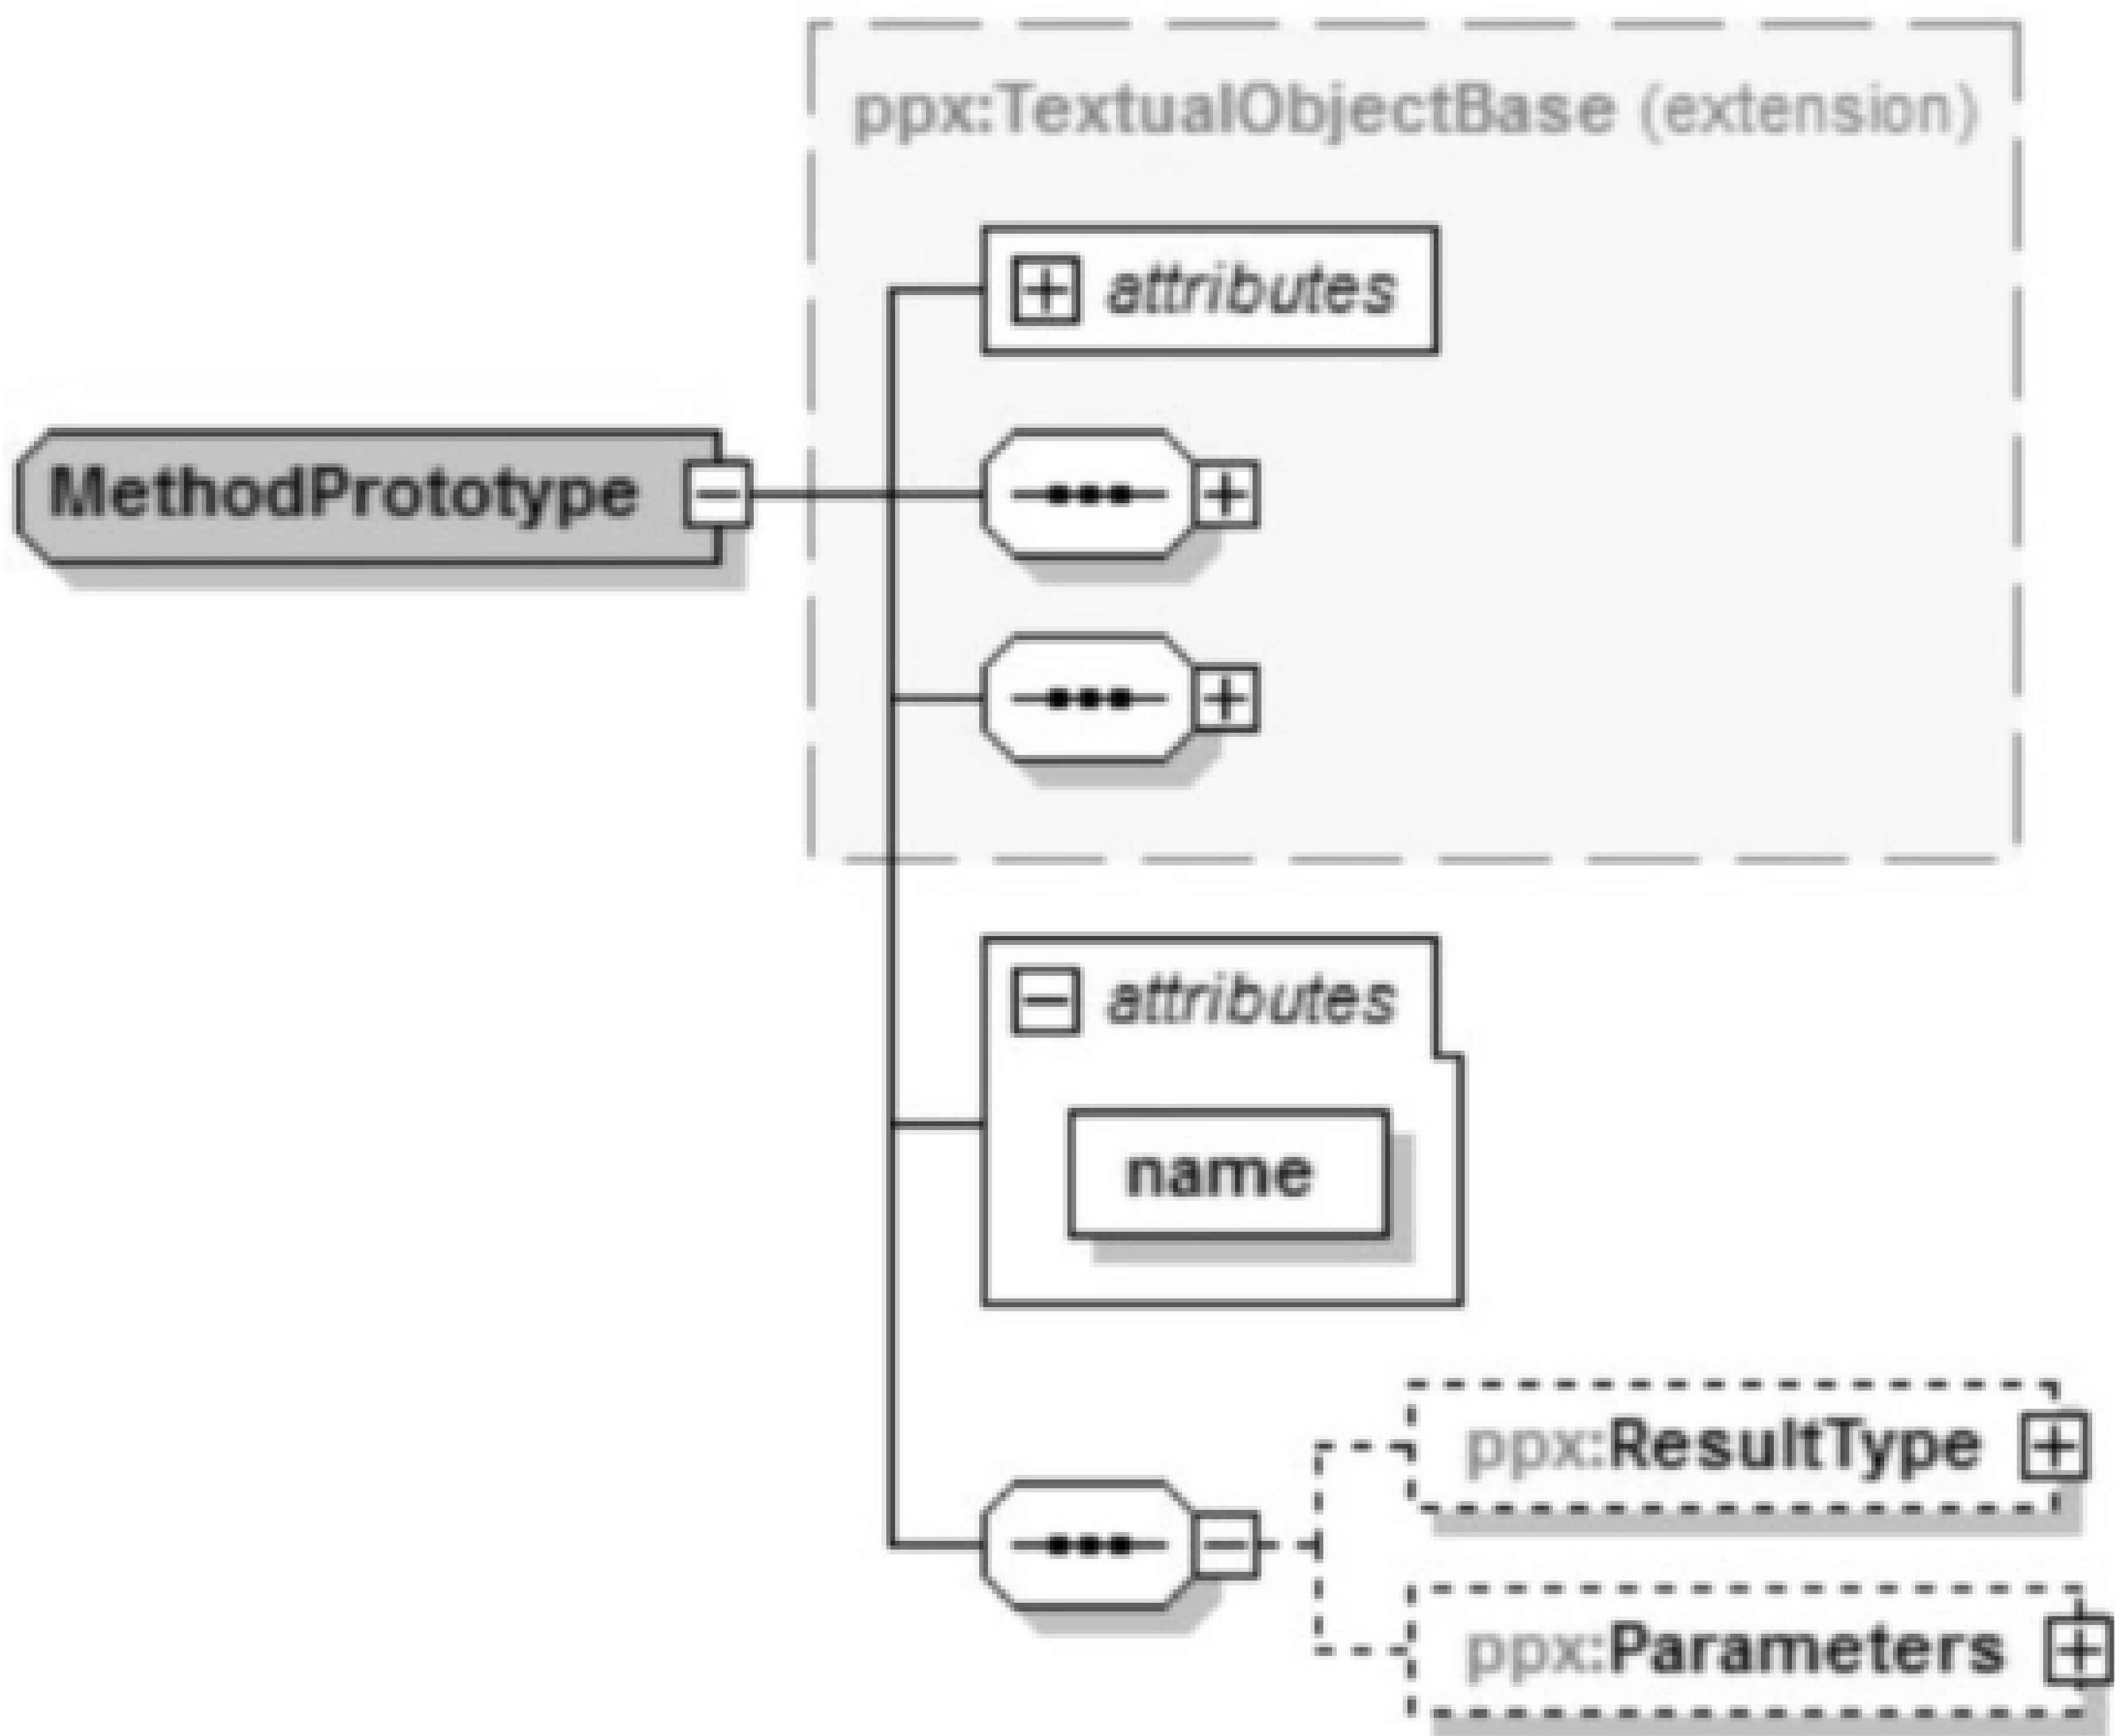 ppx:TextualObjectBase (extension)
attributes
MethodPrototype
attributes
name
ppx:ResultType
ppx:Parameters